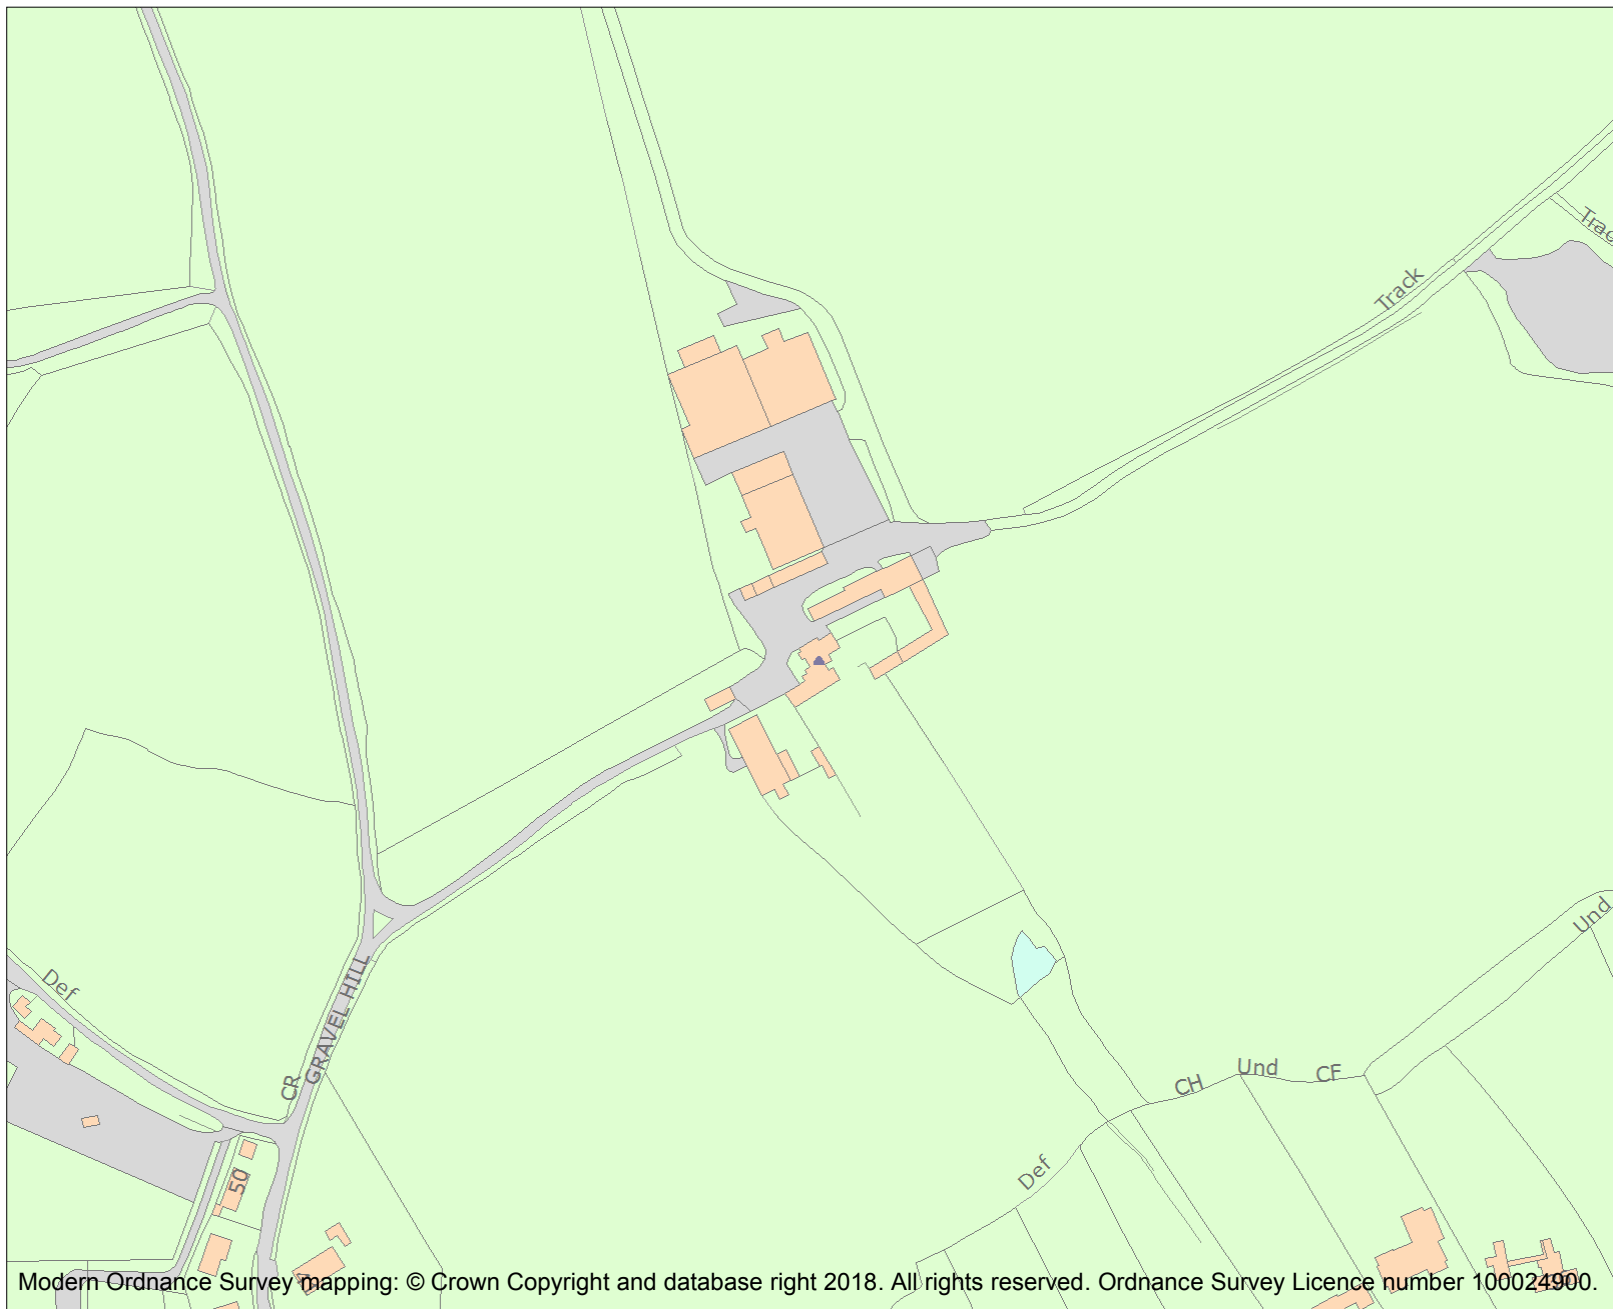 Trac
Track
Und
Def
GRAVEL HILL
CR
CH
Und
CF
Def
50
Modern Ordnance Survey mapping: © Crown Copyright and database right 2018. All rights reserved. Ordnance Survey Licence number 100024900.